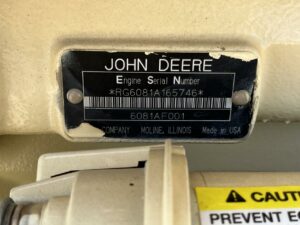 JOHN DEERE
Engine Serial Number
*RG6081A165746*
6081AF001
COMPANY MOLINE, ILLINOIS Made in USA
CAUT
PREVENT E